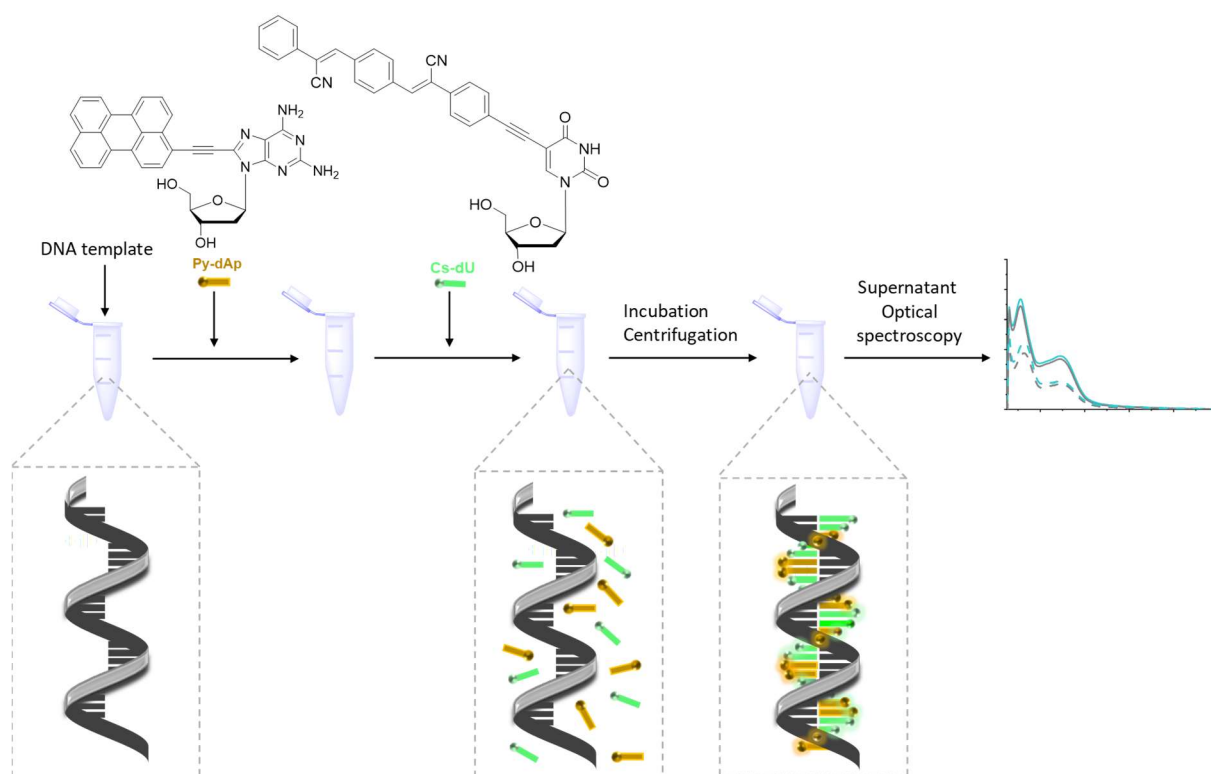 CN
CN
NH2
N
N
N
N
NH2
O
NH
N
O
HO
O
OH
HO
O
OH
DNA template
Py-dAp
Cs-dU
Incubation
Centrifugation
Supernatant
Optical
spectroscopy